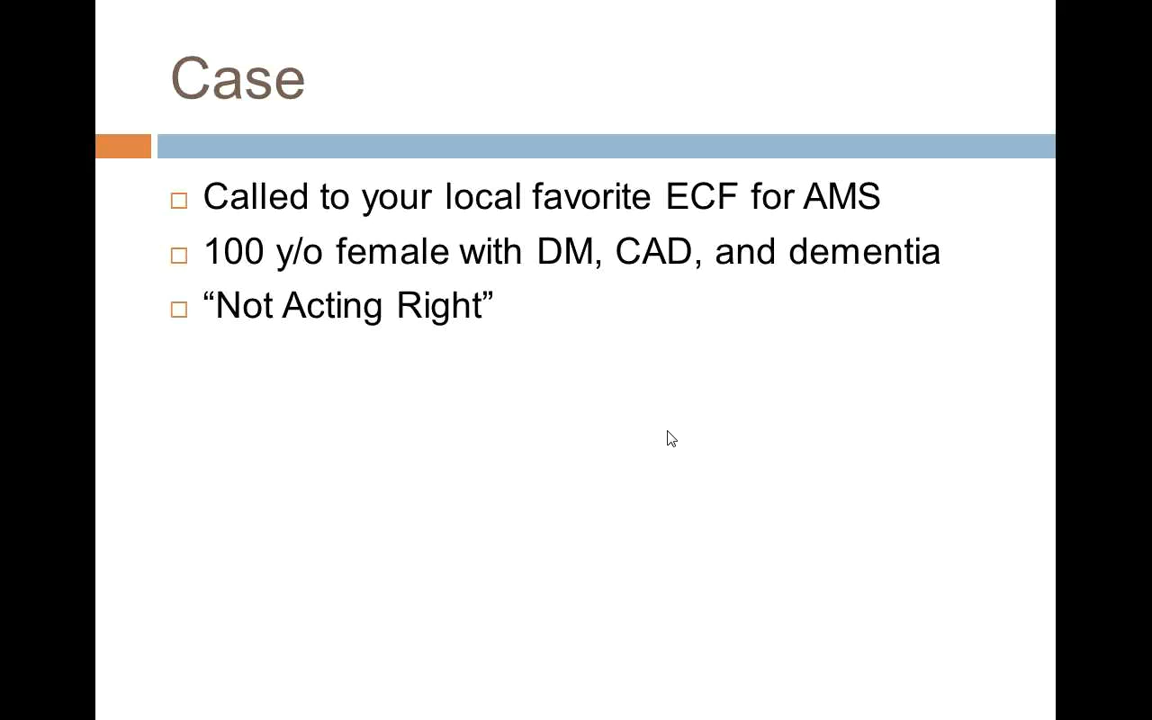 Case
Called to your local favorite ECF for AMS
100 y/o female with DM, CAD, and dementia
“Not Acting Right”